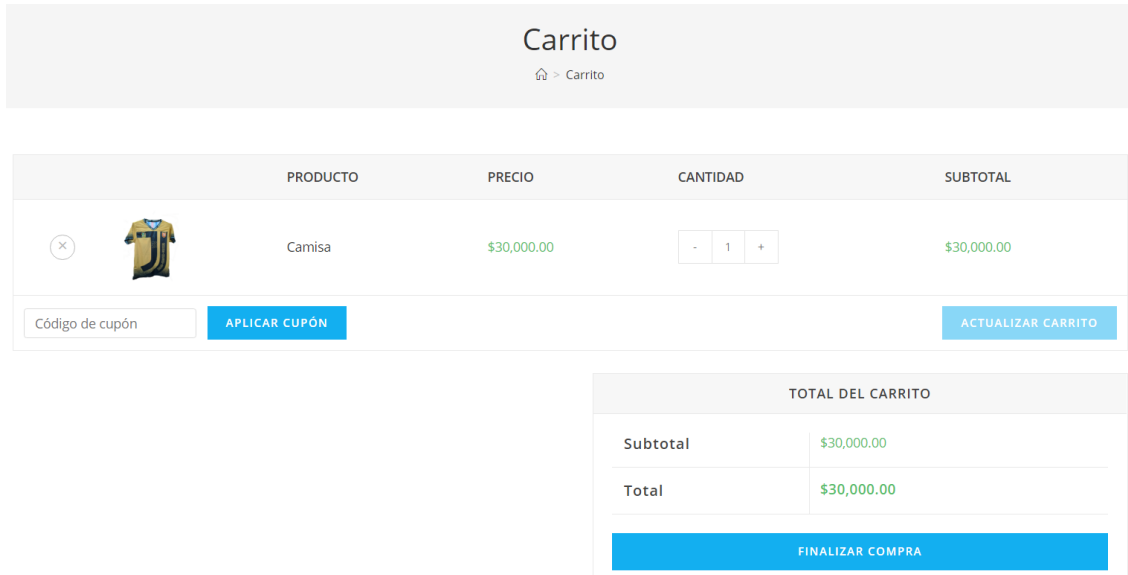 Carrito
> Carrito
PRODUCTO PRECIO CANTIDAD SUBTOTAL
Camisa $30,000.00 - 1 + $30,000.00
Código de cupón APLICAR CUPÓN ACTUALIZAR CARRITO
TOTAL DEL CARRITO
Subtotal $30,000.00
Total $30,000.00
FINALIZAR COMPRA